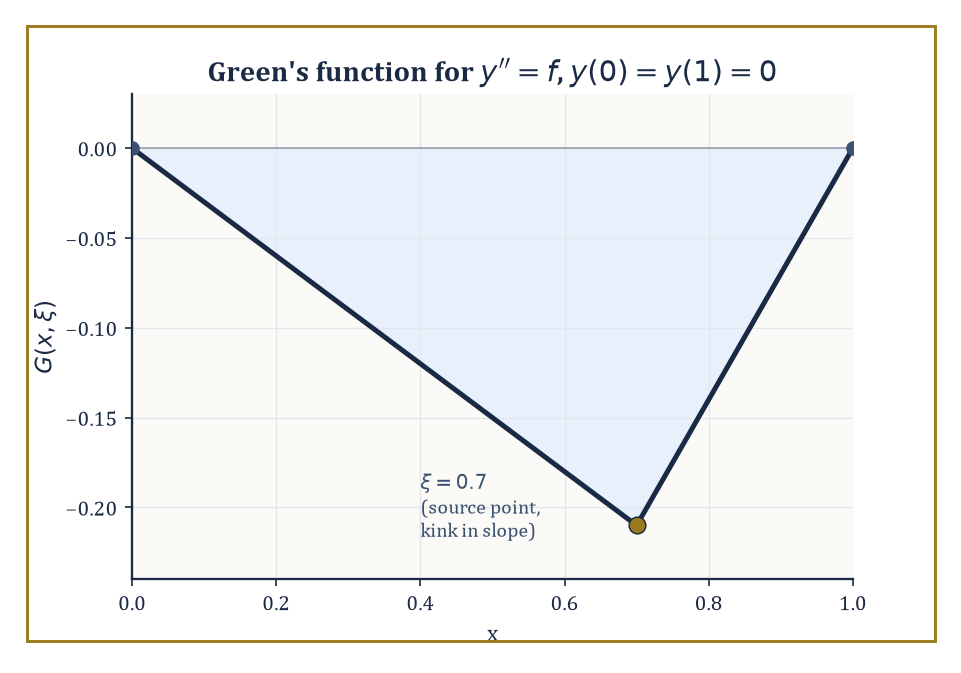 Green's function for y″ = f, y(0) = y(1) = 0
G(x, ξ)
0.00
−0.05
−0.10
−0.15
−0.20
ξ = 0.7
(source point,
kink in slope)
0.0 0.2 0.4 0.6 0.8 1.0
x